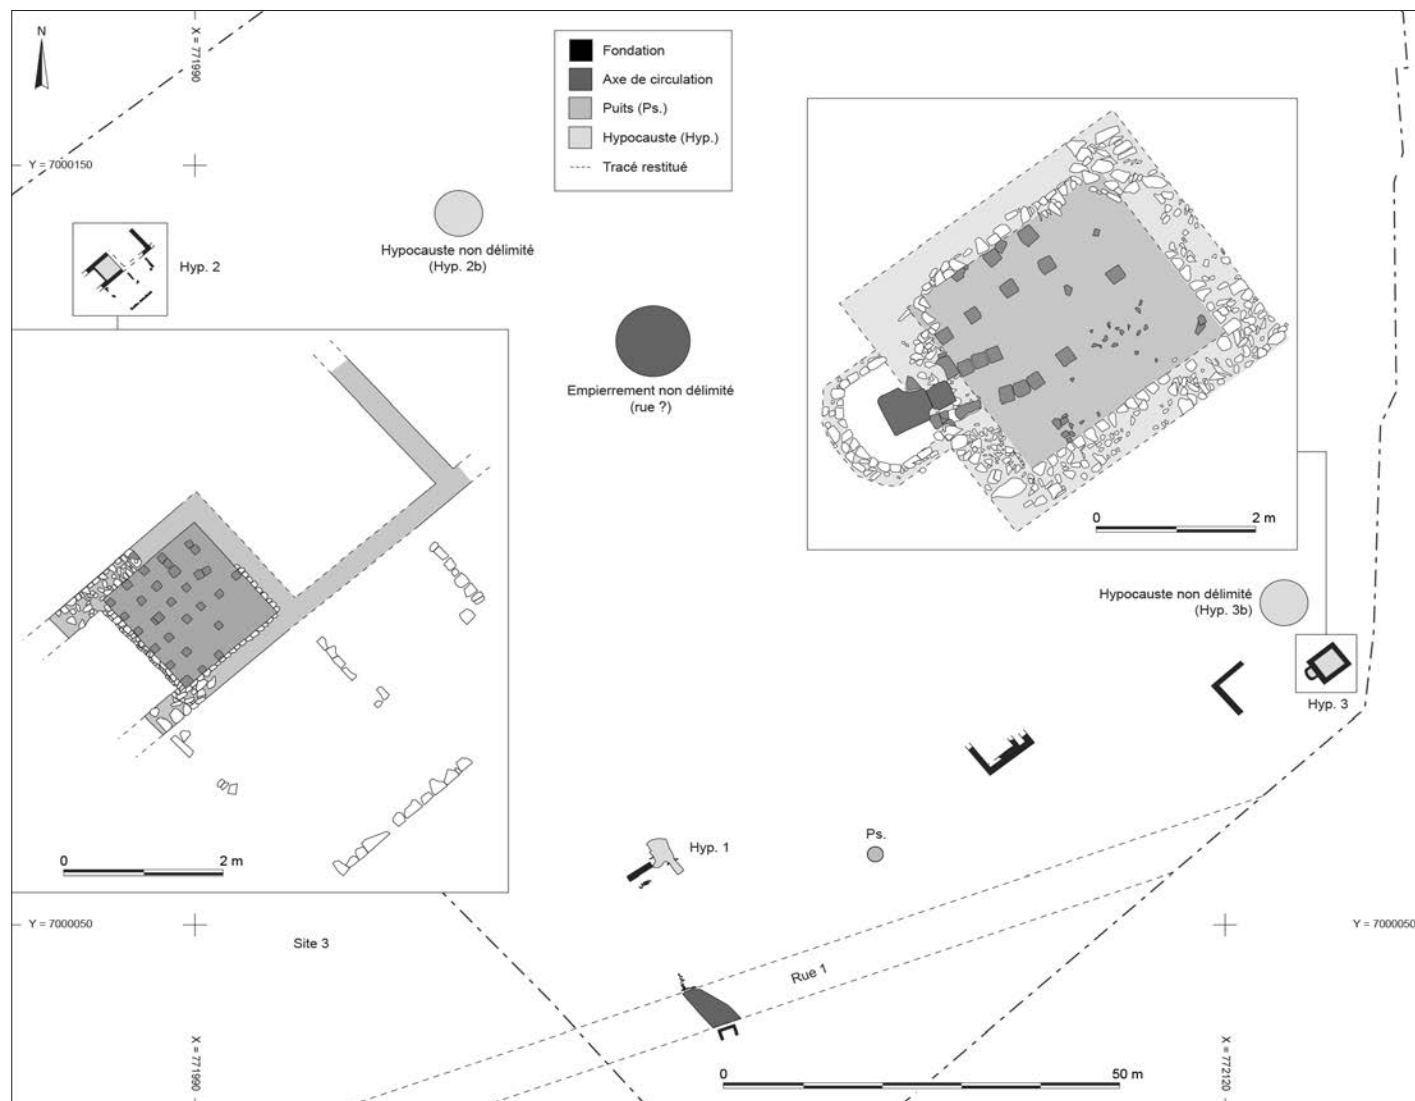 N
X = 771990
Fondation
Axe de circulation
Puits (Ps.)
Hypocauste (Hyp.)
Tracé restitué
Y = 7000150
Hypocauste non délimité
(Hyp. 2b)
Hyp. 2
Empierrement non délimité
(rue ?)
0 2 m
Hypocauste non délimité
(Hyp. 3b)
Hyp. 3
Ps.
Hyp. 1
0 2 m
Y = 7000050
Y = 7000050
Site 3
Rue 1
X = 771990
X = 772120
0 50 m